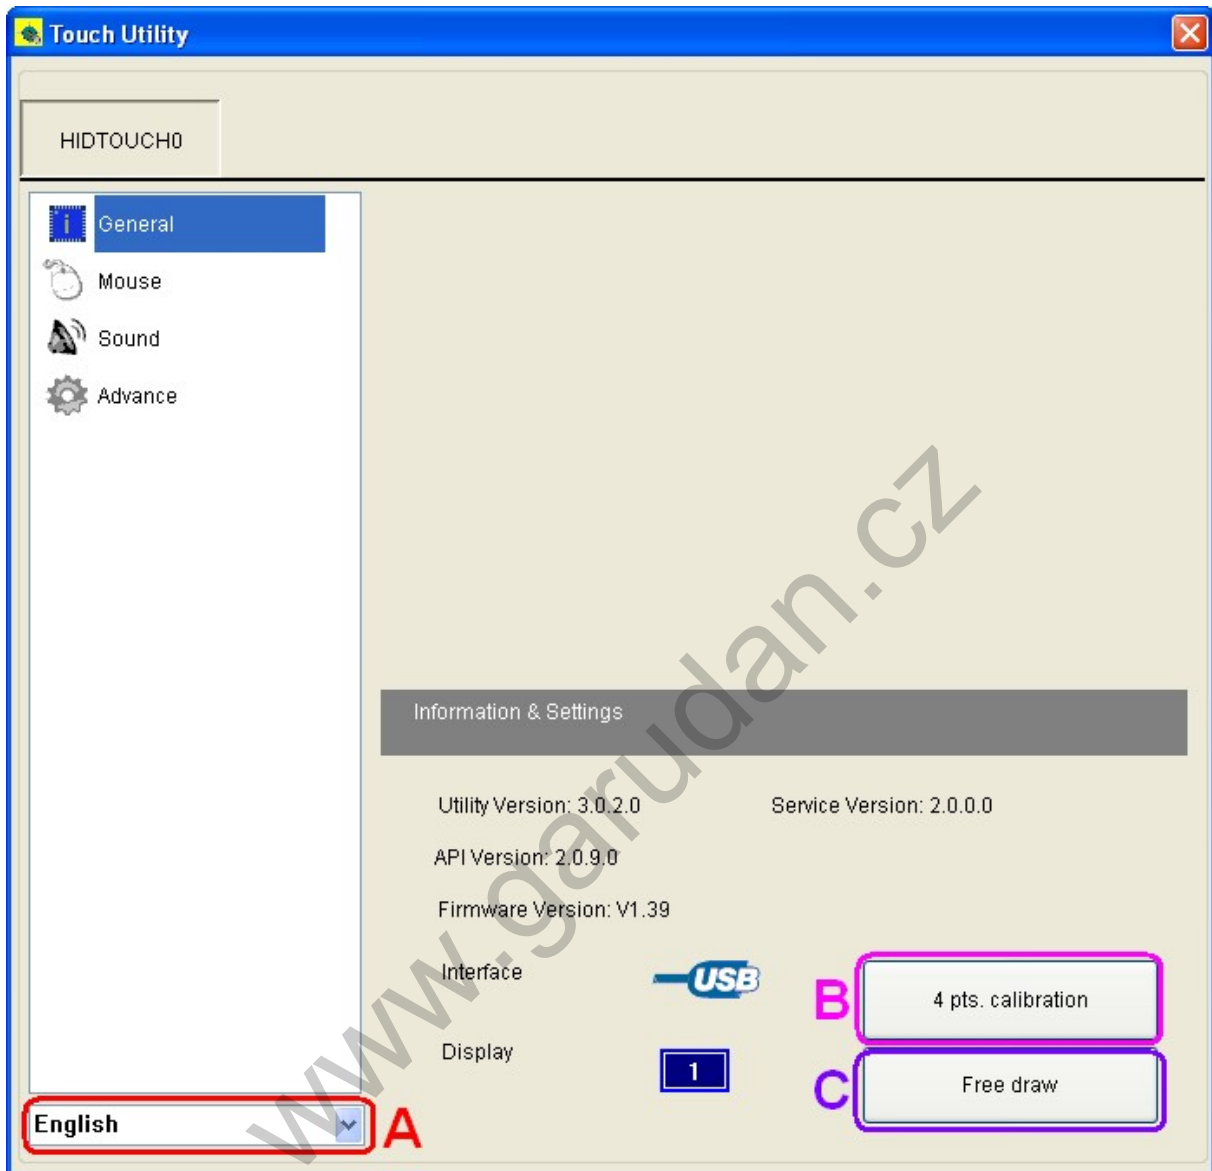 Touch Utility
HIDTOUCH0
General
Mouse
Sound
Advance
Information & Settings
Utility Version: 3.0.2.0 Service Version: 2.0.0.0
API Version: 2.0.9.0
Firmware Version: V1.39
Interface USB
B 4 pts. calibration
Display 1
C Free draw
English A
www.garudan.cz